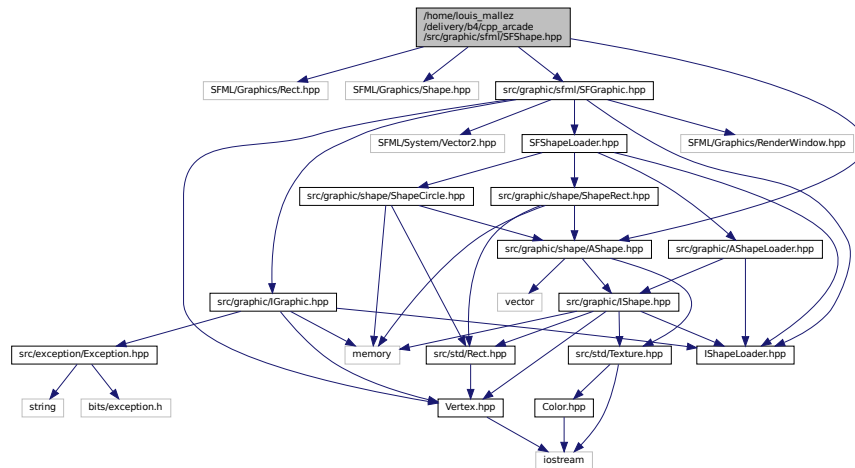 /home/louis_mallez
/delivery/b4/cpp_arcade
/src/graphic/sfml/SFShape.hpp
SFML/Graphics/Rect.hpp
SFML/Graphics/Shape.hpp
src/graphic/sfml/SFGraphic.hpp
SFML/System/Vector2.hpp
SFShapeLoader.hpp
SFML/Graphics/RenderWindow.hpp
src/graphic/shape/ShapeCircle.hpp
src/graphic/shape/ShapeRect.hpp
src/graphic/shape/AShape.hpp
src/graphic/AShapeLoader.hpp
src/graphic/IGraphic.hpp
vector
src/graphic/IShape.hpp
src/exception/Exception.hpp
memory
src/std/Rect.hpp
src/std/Texture.hpp
IShapeLoader.hpp
string
bits/exception.h
Vertex.hpp
Color.hpp
iostream